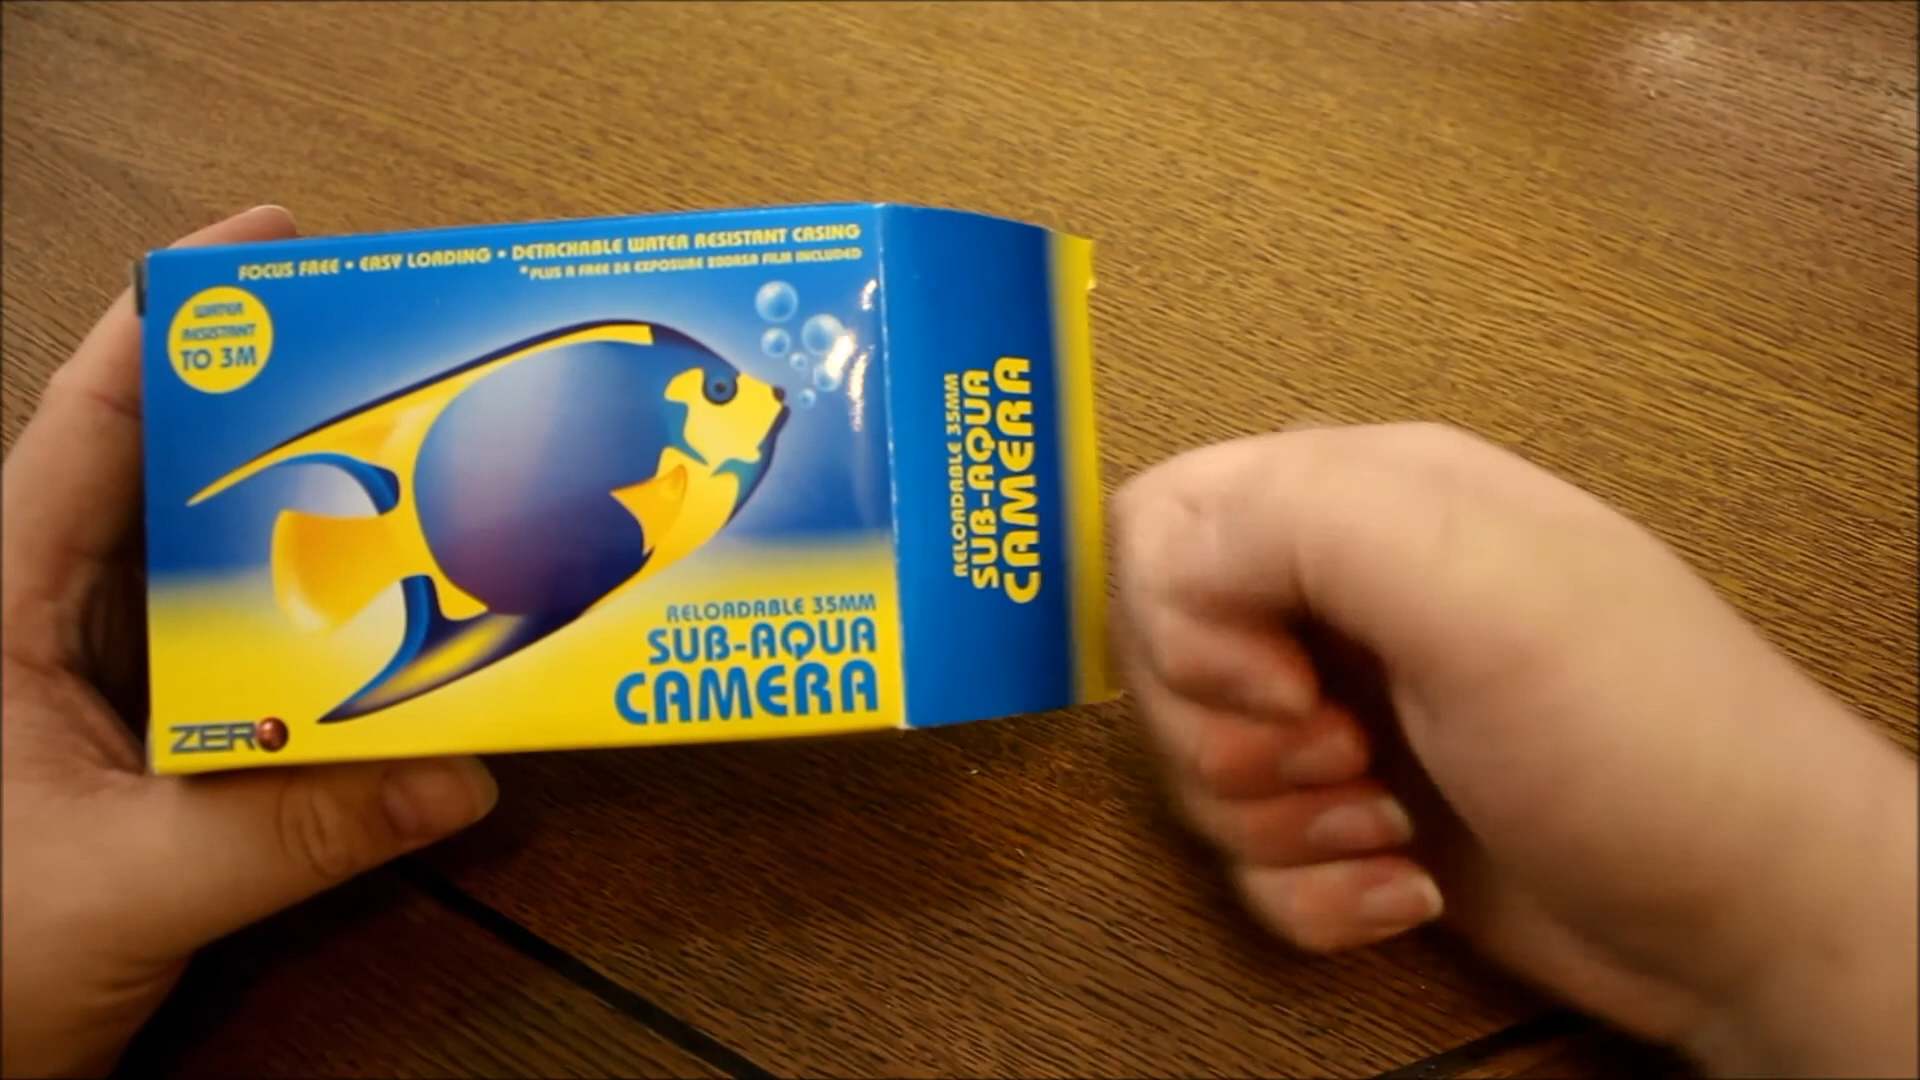 FOCUS FREE • EASY LOADING • DETACHABLE WATER RESISTANT CASING
*PLUS A FREE 24 EXPOSURE 200ASA FILM INCLUDED
WATER
RESISTANT
TO 3M
RELOADABLE 35MM
SUB-AQUA
CAMERA
ZERO
RELOADABLE 35MM
SUB-AQUA
CAMERA